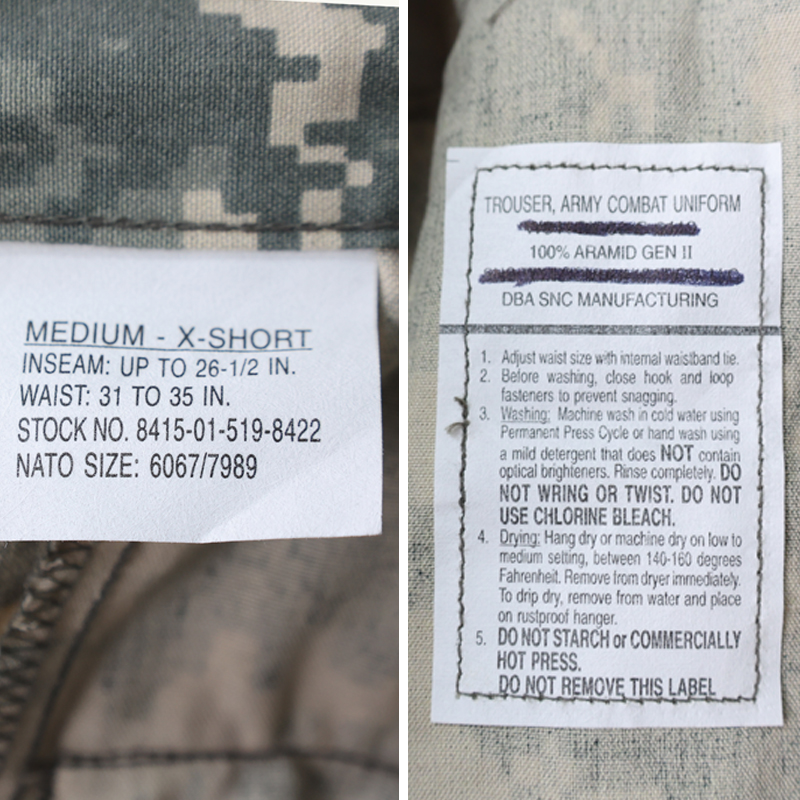 MEDIUM - X-SHORT
INSEAM: UP TO 26-1/2 IN.
WAIST: 31 TO 35 IN.
STOCK NO. 8415-01-519-8422
NATO SIZE: 6067/7989
TROUSER, ARMY COMBAT UNIFORM
100% ARAMID GEN II
DBA SNC MANUFACTURING
1. Adjust waist size with internal waistband tie.
2. Before washing, close hook and loop
fasteners to prevent snagging.
3. Washing: Machine wash in cold water using
Permanent Press Cycle or hand wash using
a mild detergent that does NOT contain
optical brighteners. Rinse completely. DO
NOT WRING OR TWIST. DO NOT
USE CHLORINE BLEACH.
4. Drying: Hang dry or machine dry on low to
medium setting, between 140-160 degrees
Fahrenheit. Remove from dryer immediately.
To drip dry, remove from water and place
on rustproof hanger.
5. DO NOT STARCH or COMMERCIALLY
HOT PRESS.
DO NOT REMOVE THIS LABEL